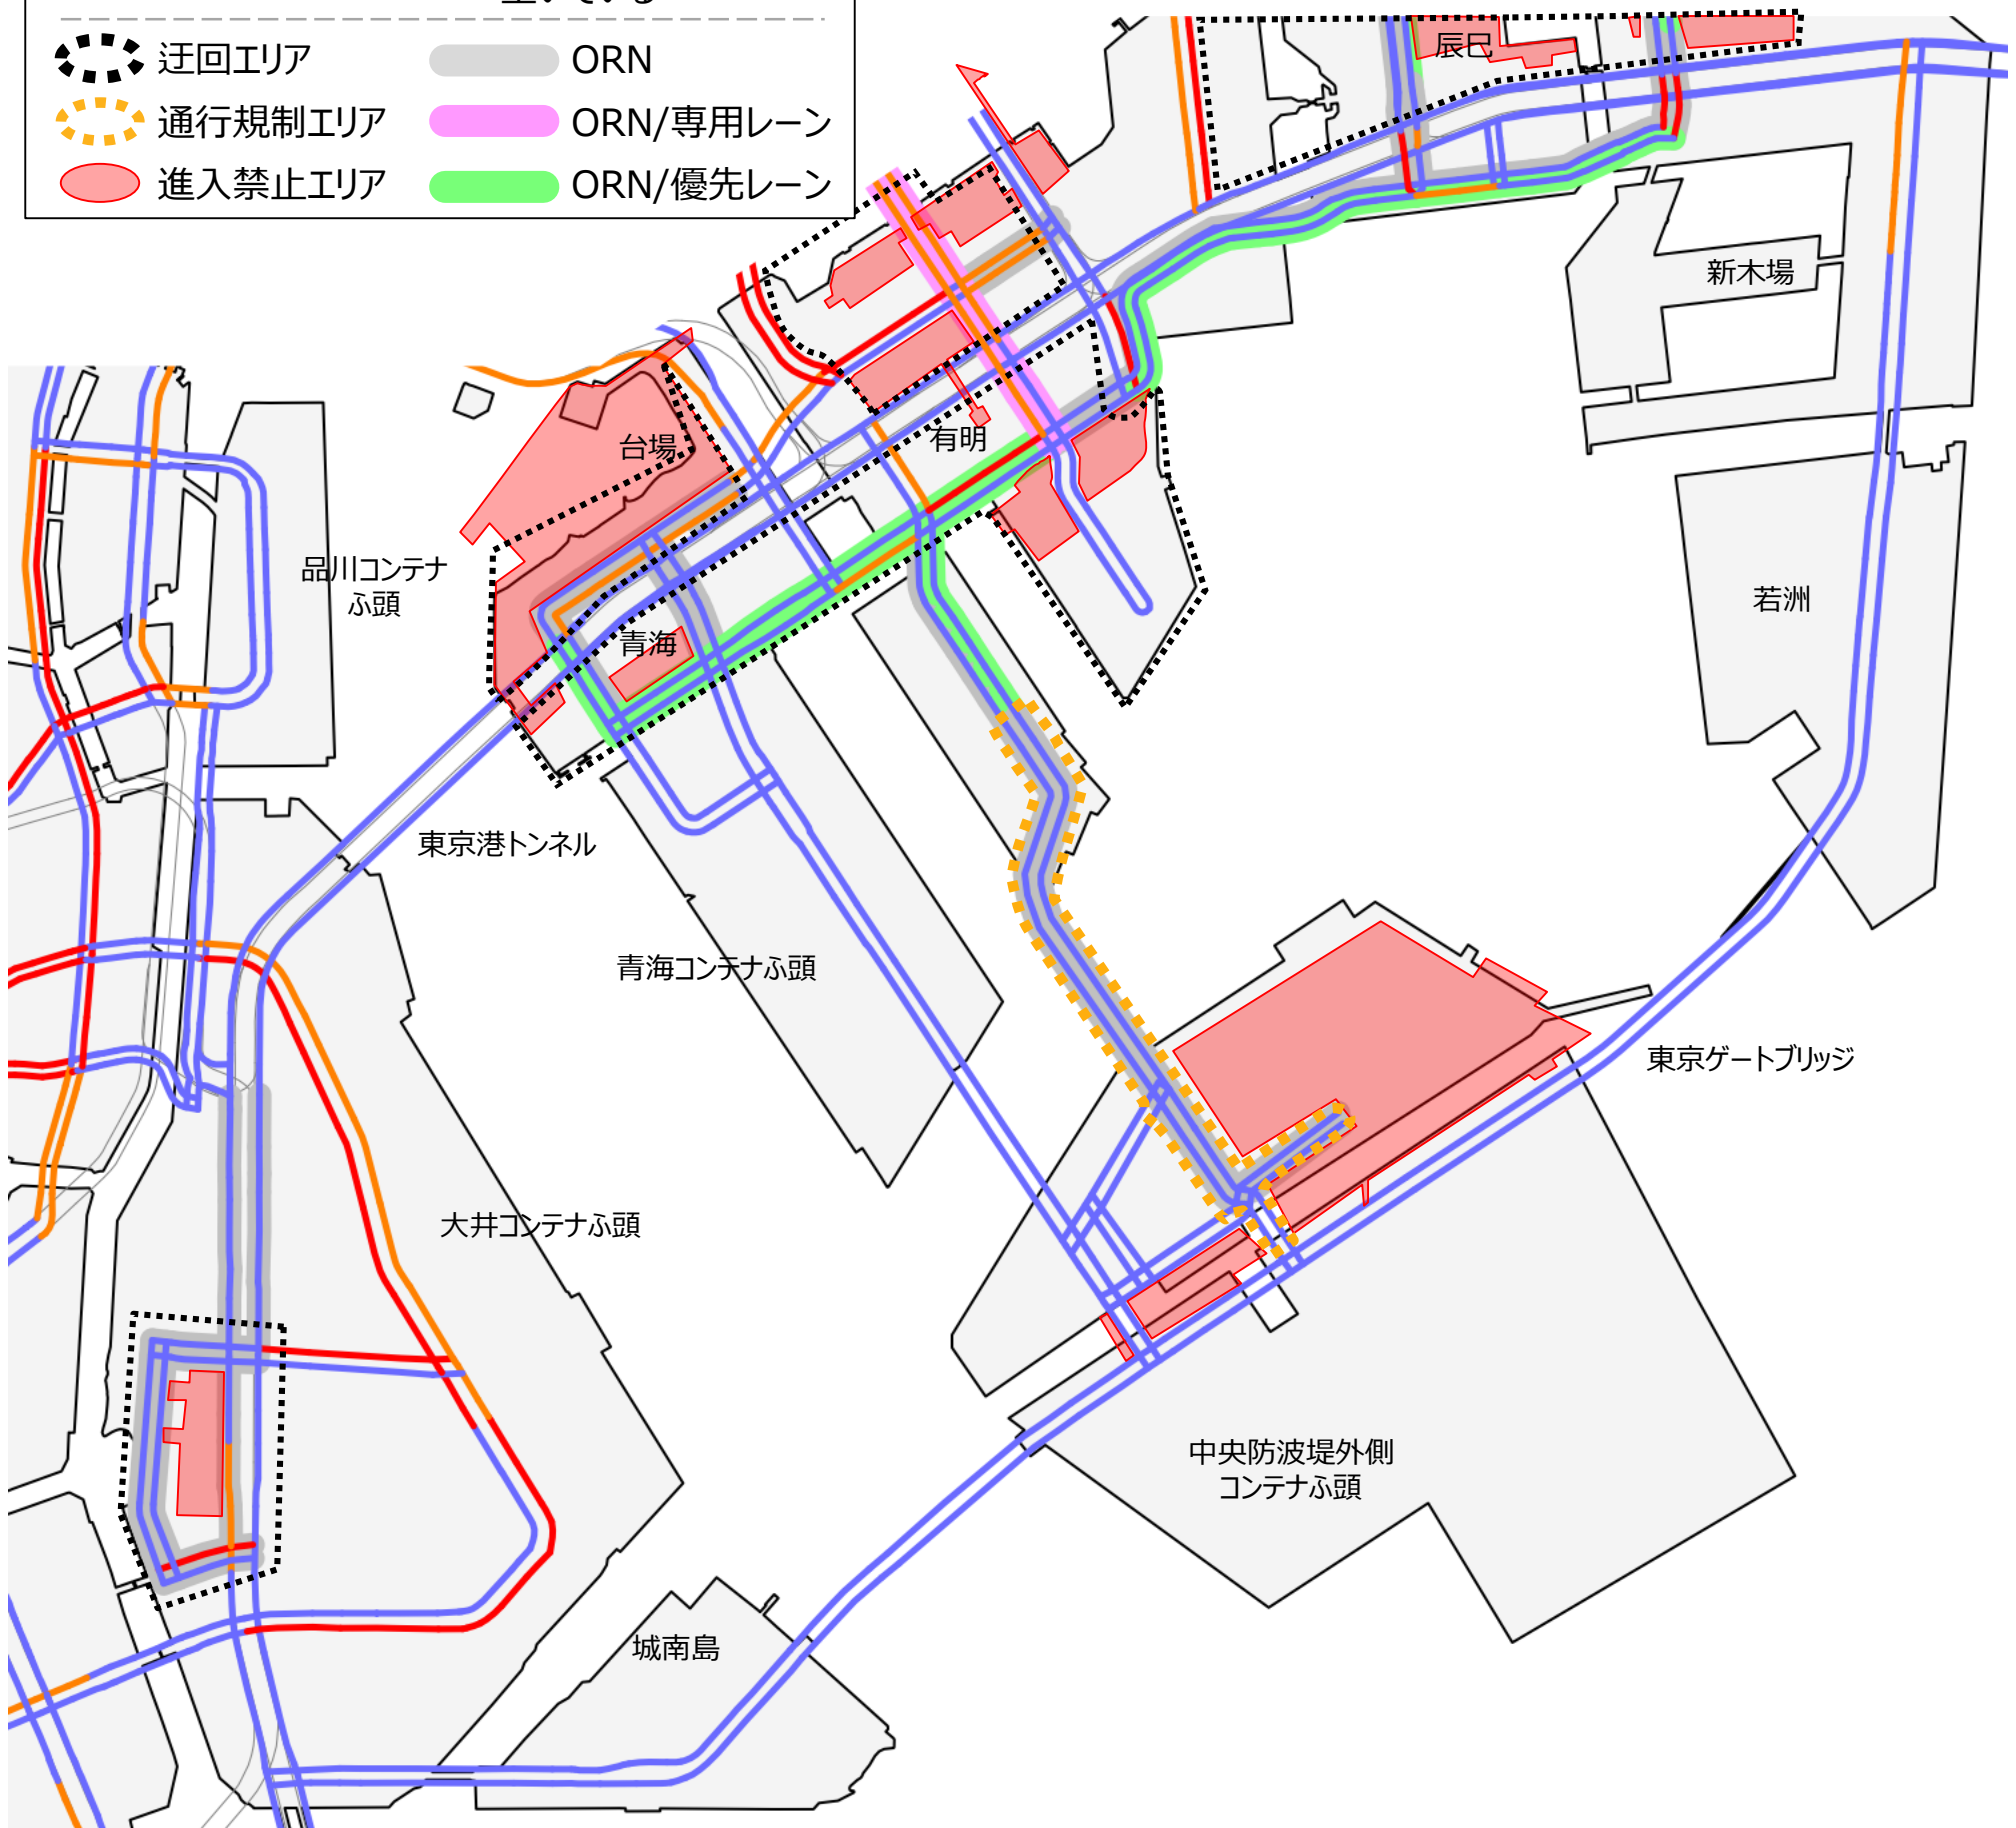 空いている
迂回エリア
ORN
通行規制エリア
ORN/専用レーン
進入禁止エリア
ORN/優先レーン
辰巳
新木場
有明
台場
品川コンテナ
ふ頭
若洲
青海
東京港トンネル
青海コンテナふ頭
東京ゲートブリッジ
大井コンテナふ頭
中央防波堤外側
コンテナふ頭
城南島